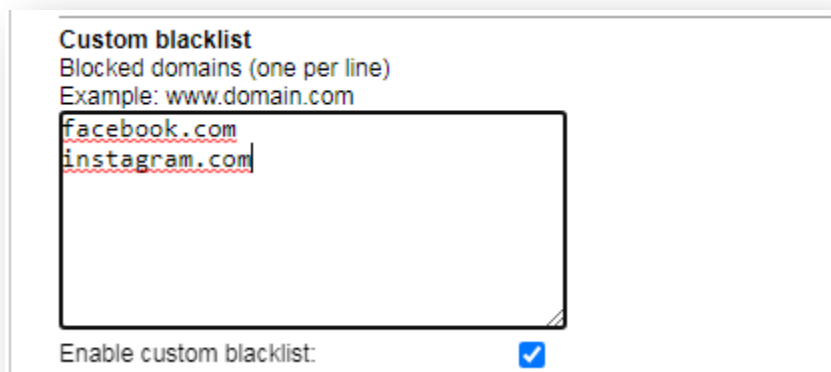 Custom blacklist
Blocked domains (one per line)
Example: www.domain.com
facebook.com
instagram.com
Enable custom blacklist: